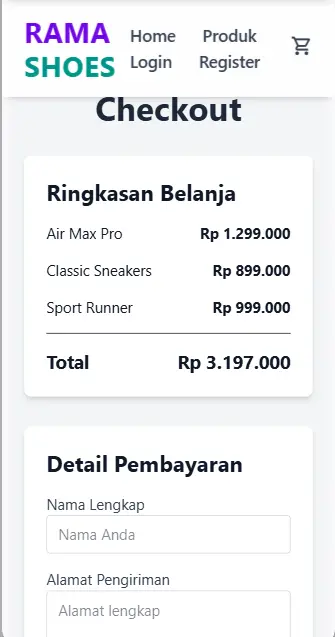 RAMA
SHOES
Home Produk
Login Register
Checkout
Ringkasan Belanja
Air Max Pro Rp 1.299.000
Classic Sneakers Rp 899.000
Sport Runner Rp 999.000
Total Rp 3.197.000
Detail Pembayaran
Nama Lengkap
Nama Anda
Alamat Pengiriman
Alamat lengkap